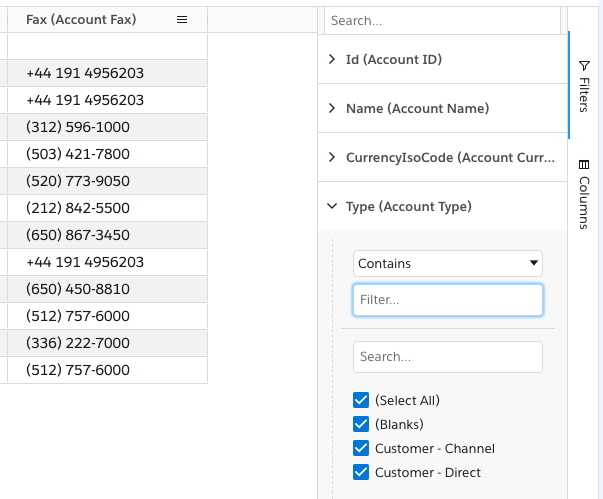 Fax (Account Fax)
+44 191 4956203
+44 191 4956203
(312) 596-1000
(503) 421-7800
(520) 773-9050
(212) 842-5500
(650) 867-3450
+44 191 4956203
(650) 450-8810
(512) 757-6000
(336) 222-7000
(512) 757-6000
Search...
Id (Account ID)
Name (Account Name)
CurrencyIsoCode (Account Curr...
Type (Account Type)
Contains
Filter...
Search...
(Select All)
(Blanks)
Customer - Channel
Customer - Direct
Filters
Columns